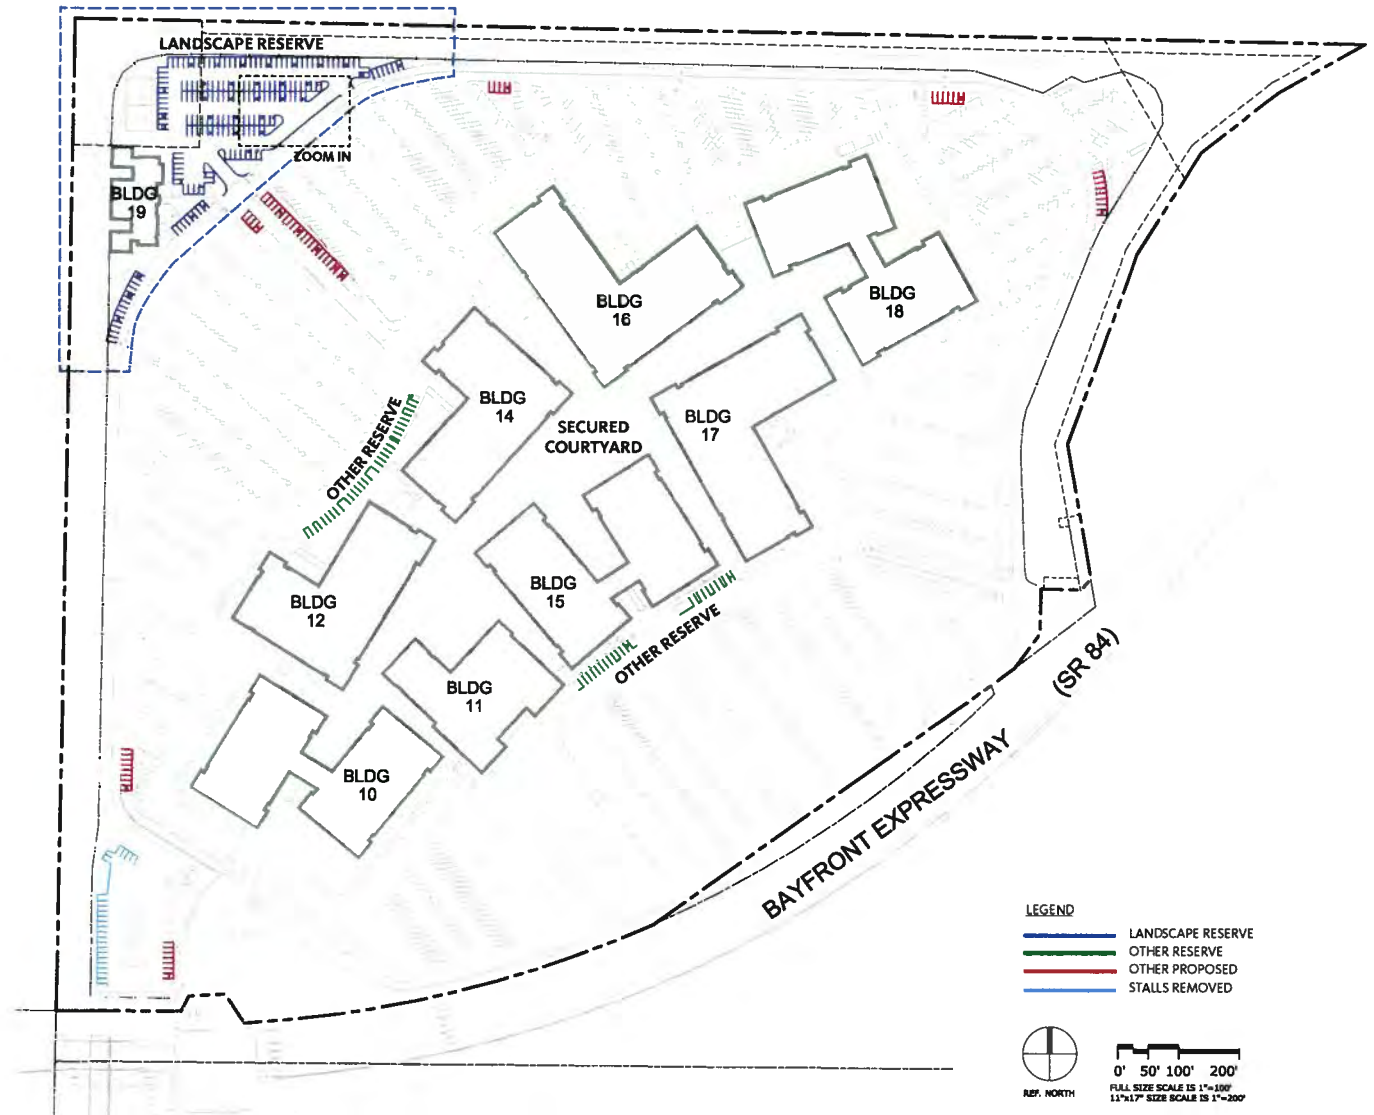 LANDSCAPE RESERVE
ZOOM IN
BLDG
19
BLDG
16
BLDG
18
BLDG
14
BLDG
17
SECURED
COURTYARD
OTHER RESERVE
BLDG
15
BLDG
12
OTHER RESERVE
BLDG
11
BLDG
10
(SR 84)
BAYFRONT EXPRESSWAY
LEGEND
LANDSCAPE RESERVE
OTHER RESERVE
OTHER PROPOSED
STALLS REMOVED
REF. NORTH
0' 50' 100' 200'
FULL SIZE SCALE IS 1"=100'
11"x17" SIZE SCALE IS 1"=200'